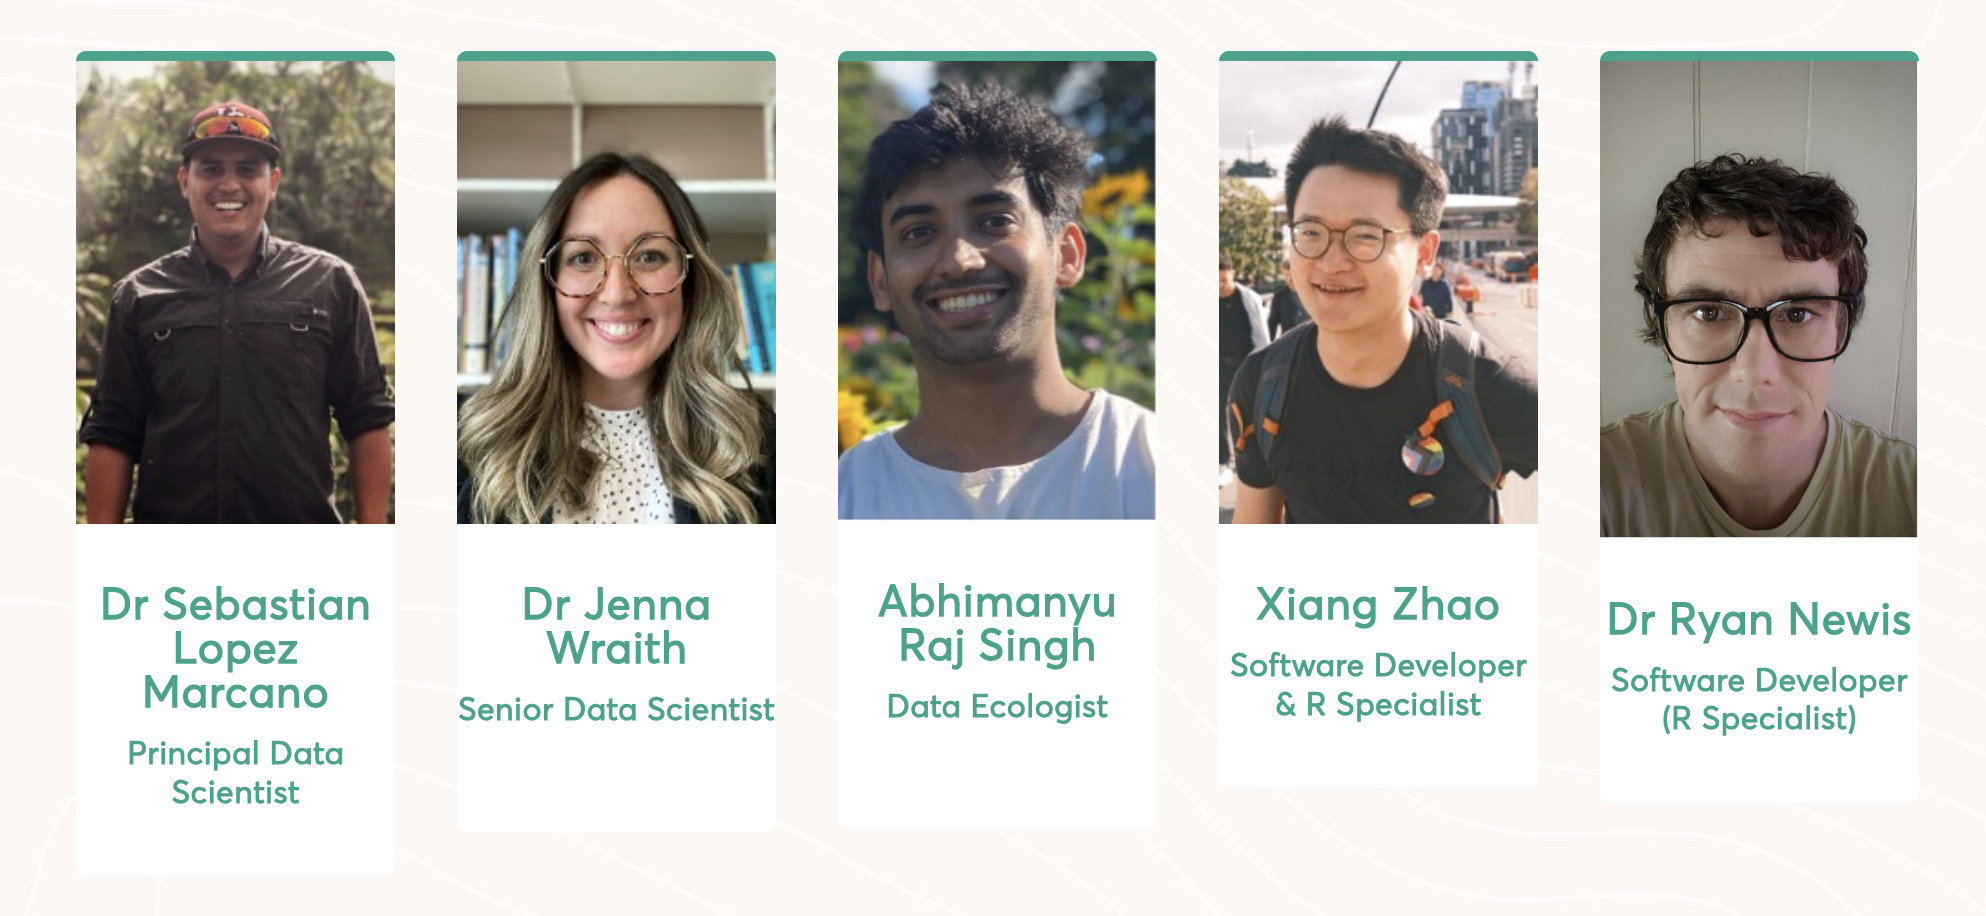 Dr Sebastian
Lopez
Marcano
Principal Data
Scientist
Dr Jenna
Wraith
Senior Data Scientist
Abhimanyu
Raj Singh
Data Ecologist
Xiang Zhao
Software Developer
& R Specialist
Dr Ryan Newis
Software Developer
(R Specialist)